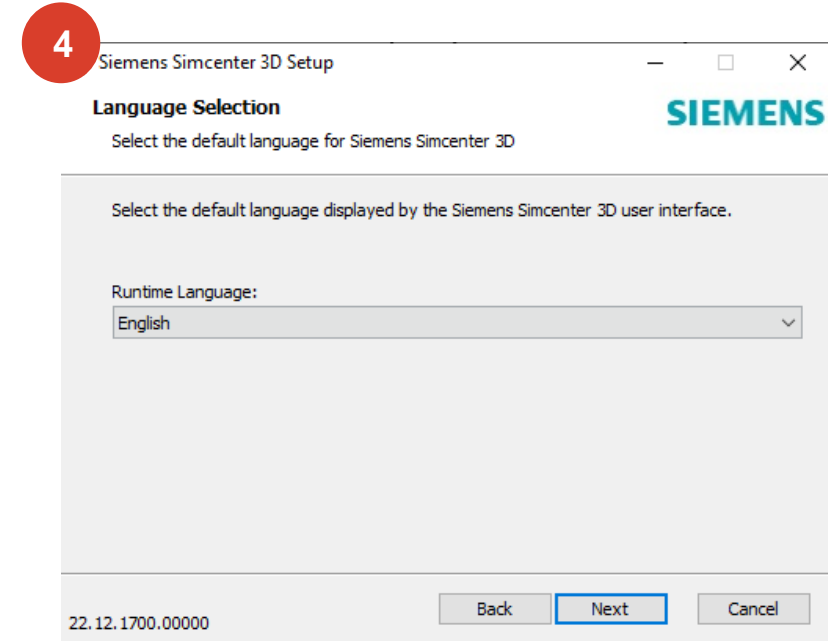 4
Siemens Simcenter 3D Setup
Language Selection
SIEMENS
Select the default language for Siemens Simcenter 3D
Select the default language displayed by the Siemens Simcenter 3D user interface.
Runtime Language:
English
Back
Next
Cancel
22.12.1700.00000